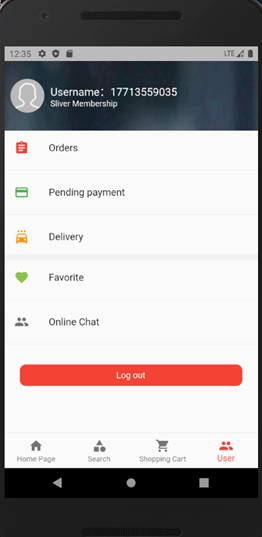 12:35
LTE
Username：17713559035
Sliver Membership
Orders
Pending payment
Delivery
Favorite
Online Chat
Log out
Home Page
Search
Shopping Cart
User